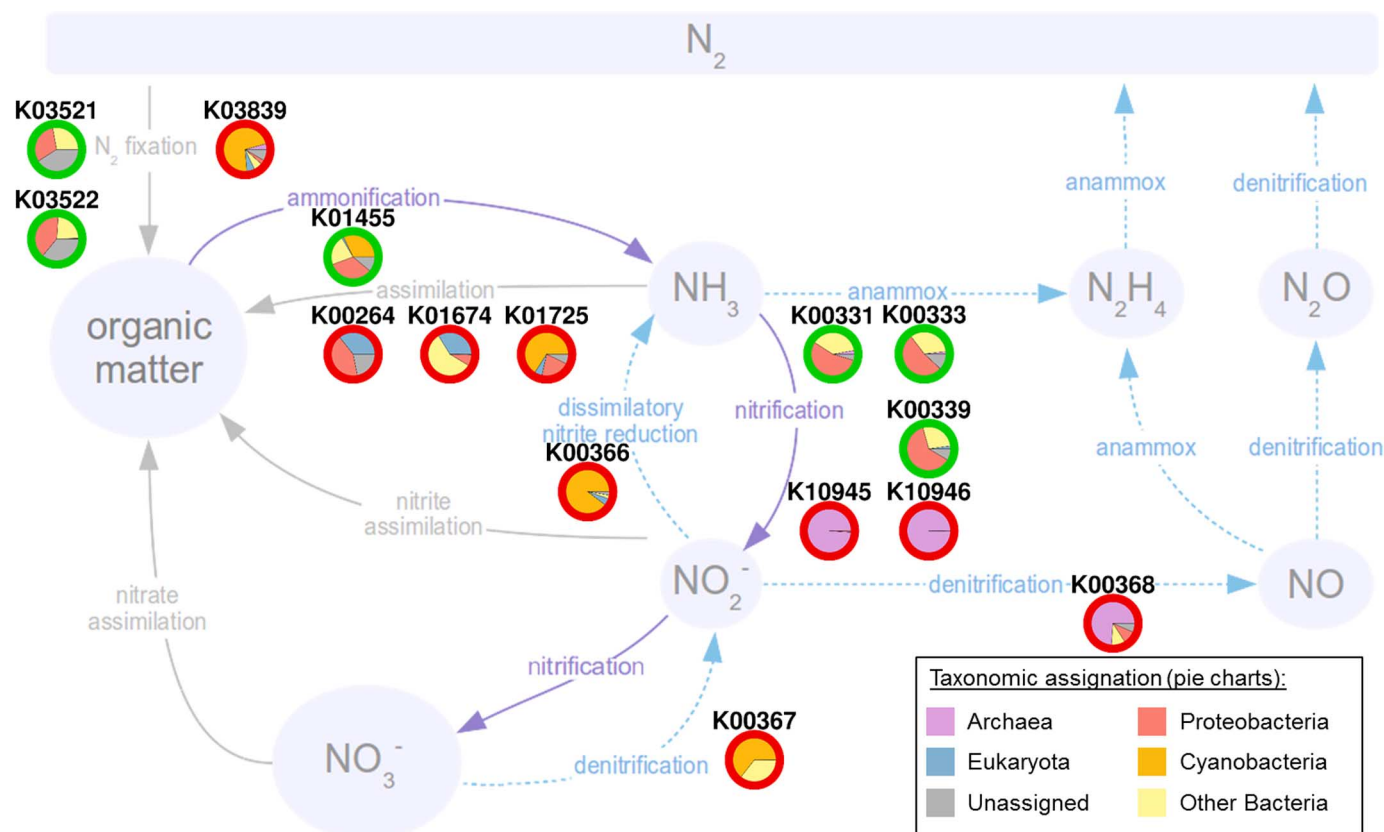 N2
K03521
K03839
N2 fixation
K03522
ammonification
K01455
anammox
denitrification
organic
matter
NH3
N2H4
N2O
assimilation
anammox
K00264 K01674 K01725
K00331 K00333
nitrification
dissimilatory
nitrite reduction
K00339
K00366
anammox
denitrification
K10945 K10946
nitrite
assimilation
NO2-
denitrification
K00368
NO
nitrate
assimilation
nitrification
NO3-
K00367
denitrification
Taxonomic assignation (pie charts):
Archaea
Proteobacteria
Eukaryota
Cyanobacteria
Unassigned
Other Bacteria